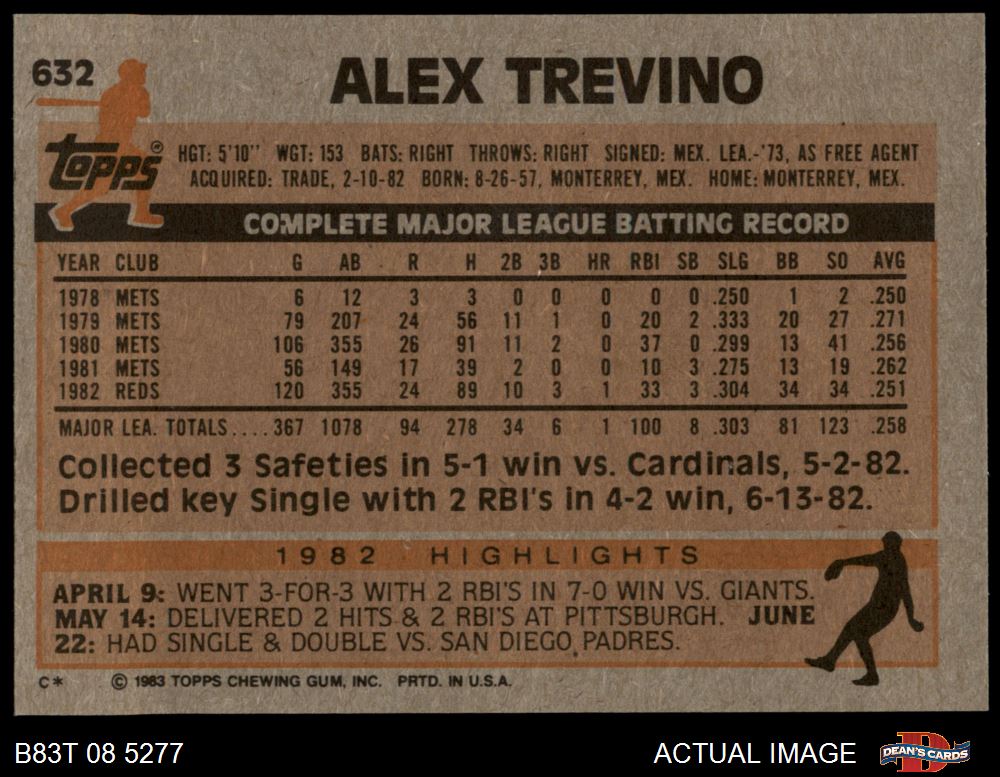 632
ALEX TREVINO
TOPPS®
HGT: 5'10" WGT: 153 BATS: RIGHT THROWS: RIGHT SIGNED: MEX. LEA.-'73, AS FREE AGENT
ACQUIRED: TRADE, 2-10-82 BORN: 8-26-57, MONTERREY, MEX. HOME: MONTERREY, MEX.
COMPLETE MAJOR LEAGUE BATTING RECORD
YEAR CLUB G AB R H 2B 3B HR RBI SB SLG BB SO AVG
1978 METS 6 12 3 3 0 0 0 0 0 .250 1 2 .250
1979 METS 79 207 24 56 11 1 0 20 2 .333 20 27 .271
1980 METS 106 355 26 91 11 2 0 37 0 .299 13 41 .256
1981 METS 56 149 17 39 2 0 0 10 3 .275 13 19 .262
1982 REDS 120 355 24 89 10 3 1 33 3 .304 34 34 .251
MAJOR LEA. TOTALS....367 1078 94 278 34 6 1 100 8 .303 81 123 .258
Collected 3 Safeties in 5-1 win vs. Cardinals, 5-2-82.
Drilled key Single with 2 RBI's in 4-2 win, 6-13-82.
1982 HIGHLIGHTS
APRIL 9: WENT 3-FOR-3 WITH 2 RBI'S IN 7-0 WIN VS. GIANTS.
MAY 14: DELIVERED 2 HITS & 2 RBI'S AT PITTSBURGH. JUNE
22: HAD SINGLE & DOUBLE VS. SAN DIEGO PADRES.
C* © 1983 TOPPS CHEWING GUM, INC. PRTD. IN U.S.A.
B83T 08 5277 ACTUAL IMAGE DEAN'S CARDS